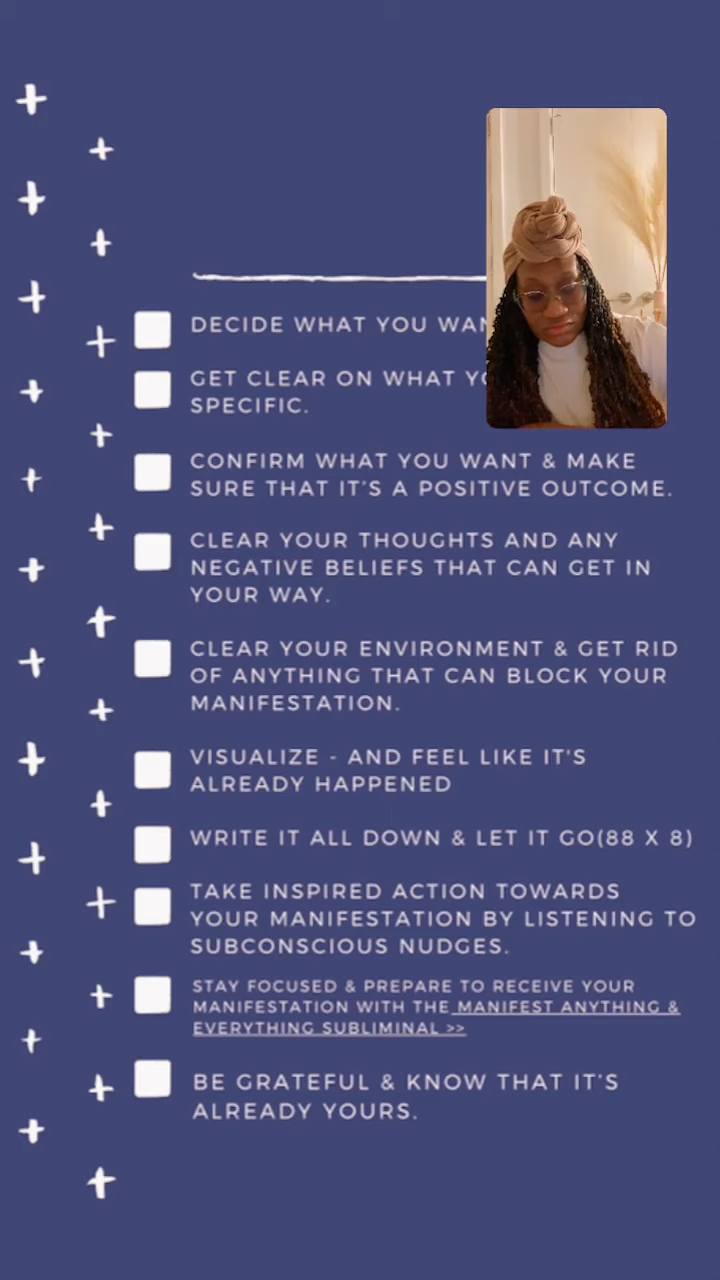 DECIDE WHAT YOU
GET CLEAR ON WHAT
SPECIFIC.
CONFIRM WHAT YOU WANT & MAKE
SURE THAT IT'S A POSITIVE OUTCOME.
CLEAR YOUR THOUGHTS AND ANY
NEGATIVE BELIEFS THAT CAN GET IN
YOUR WAY.
CLEAR YOUR ENVIRONMENT & GET RID
OF ANYTHING THAT CAN BLOCK YOUR
MANIFESTATION.
VISUALIZE - AND FEEL LIKE IT'S
ALREADY HAPPENED
WRITE IT ALL DOWN & LET IT GO(88 X 8)
TAKE INSPIRED ACTION TOWARDS
YOUR MANIFESTATION BY LISTENING TO
SUBCONSCIOUS NUDGES.
STAY FOCUSED & PREPARE TO RECEIVE YOUR
MANIFESTATION WITH THE MANIFEST ANYTHING &
EVERYTHING SUBLIMINAL >>
BE GRATEFUL & KNOW THAT IT'S
ALREADY YOURS.